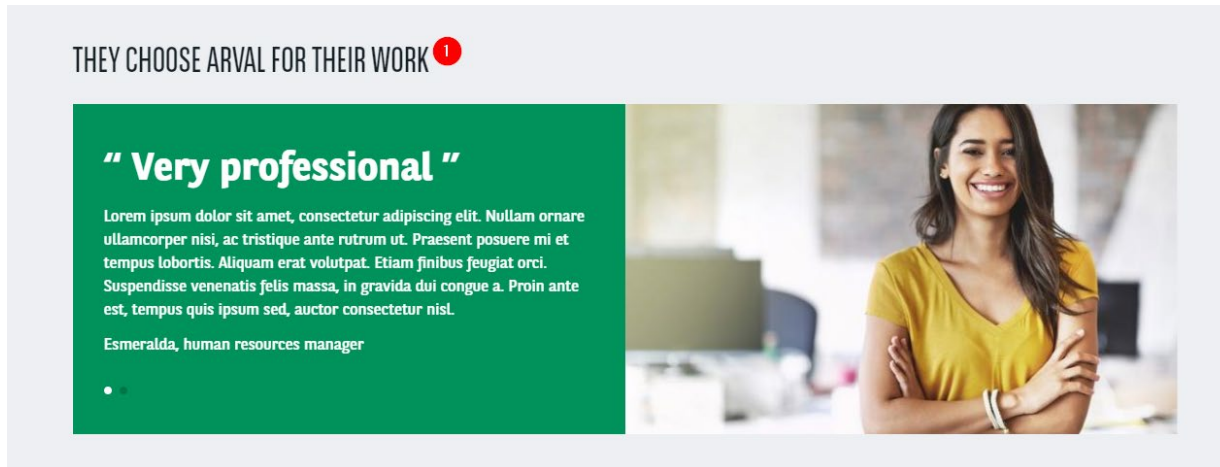 THEY CHOOSE ARVAL FOR THEIR WORK 1
“ Very professional ”
Lorem ipsum dolor sit amet, consectetur adipiscing elit. Nullam ornare
ullamcorper nisi, ac tristique ante rutrum ut. Praesent posuere mi et
tempus lobortis. Aliquam erat volutpat. Etiam finibus feugiat orci.
Suspendisse venenatis felis massa, in gravida dui congue a. Proin ante
est, tempus quis ipsum sed, auctor consectetur nisl.
Esmeralda, human resources manager